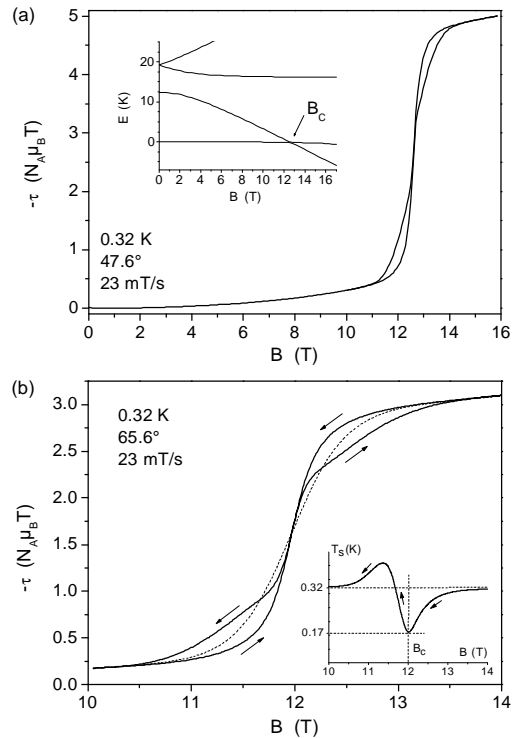 (a)
5
4
3
2
1
0
-τ (N_Aμ_BT)
20
10
0
E (K)
B_C
0 2 4 6 8 10 12 14 16
B (T)
0.32 K
47.6°
23 mT/s
0 2 4 6 8 10 12 14 16
B (T)
(b)
3.0
2.5
2.0
1.5
1.0
0.5
0.0
-τ (N_Aμ_BT)
0.32 K
65.6°
23 mT/s
T_S(K)
0.32
0.17
10 11 12 13 14
B_C
B (T)
10 11 12 13 14
B (T)